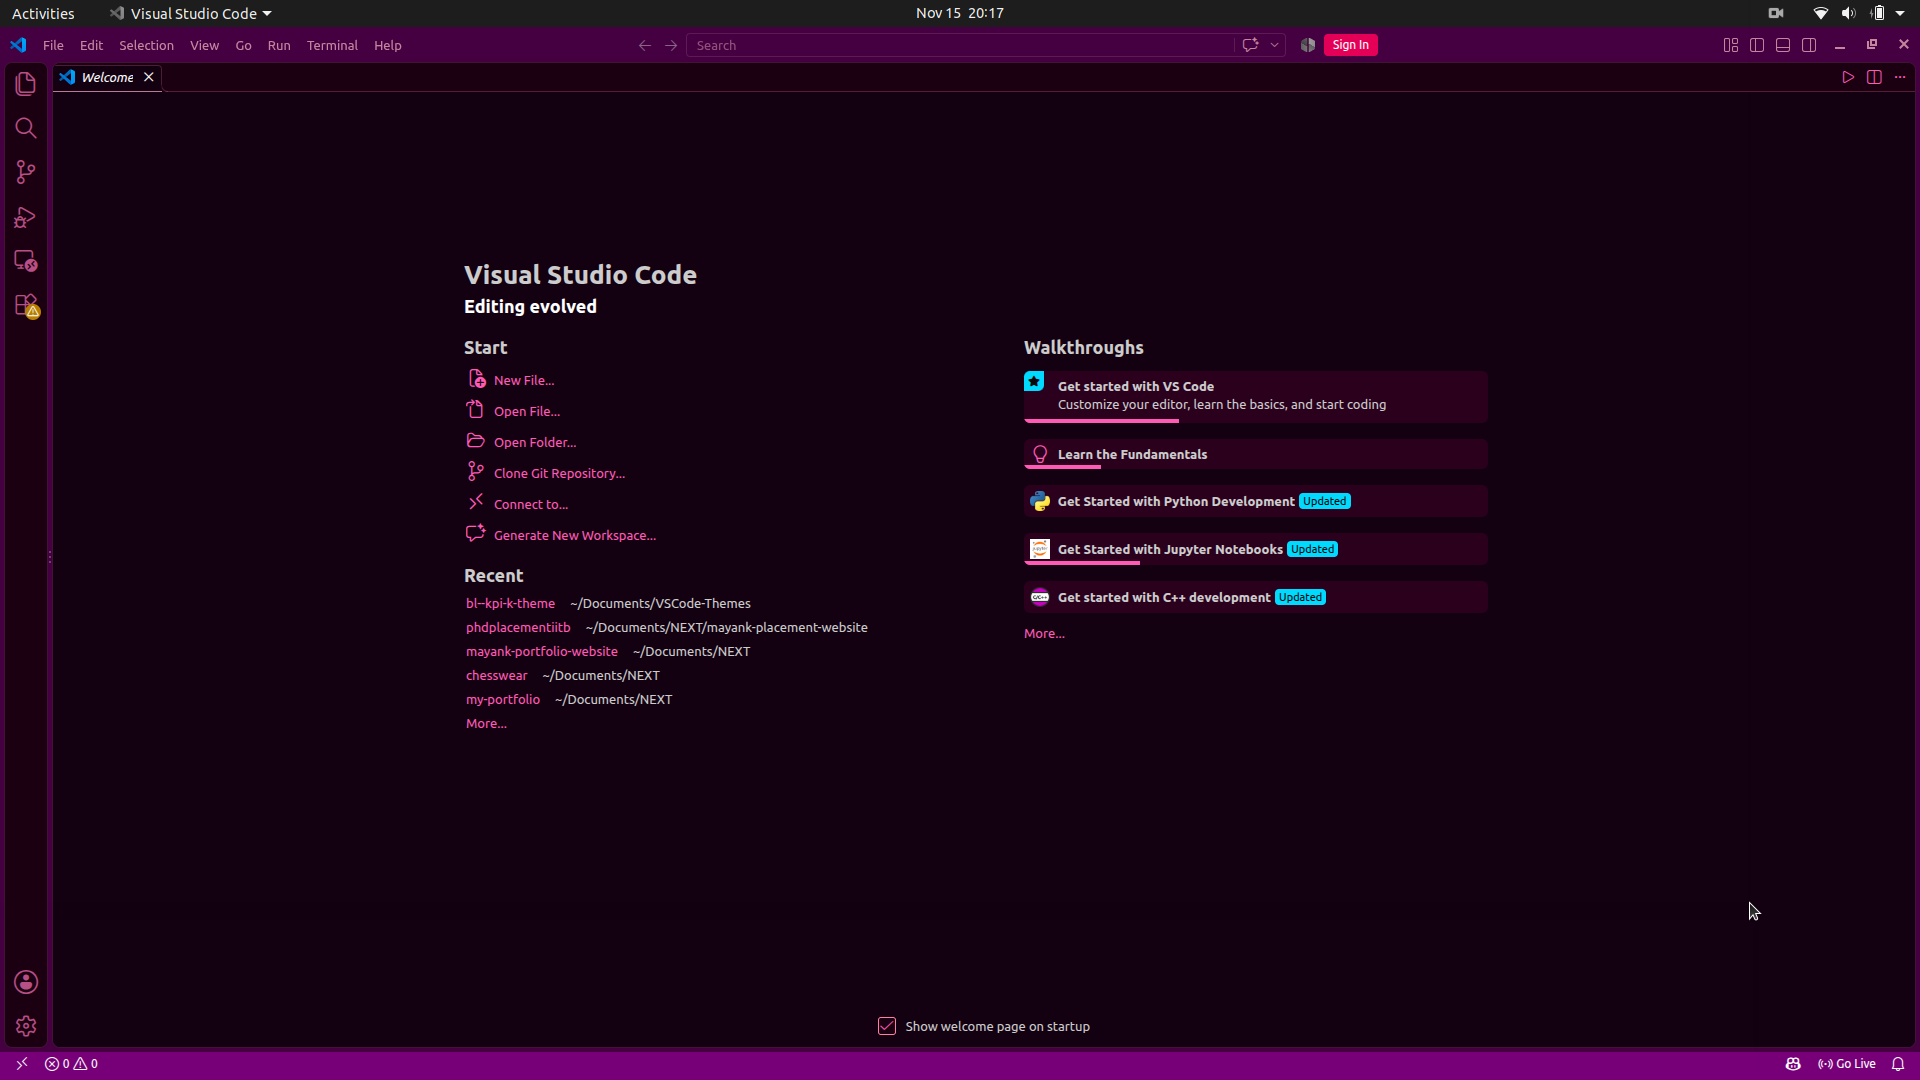 Activities Visual Studio Code Nov 15 20:17
File Edit Selection View Go Run Terminal Help Search Sign In
Welcome
Visual Studio Code
Editing evolved
Start
New File...
Open File...
Open Folder...
Clone Git Repository...
Connect to...
Generate New Workspace...
Recent
bl--kpi-k-theme ~/Documents/VSCode-Themes
phdplacementiitb ~/Documents/NEXT/mayank-placement-website
mayank-portfolio-website ~/Documents/NEXT
chesswear ~/Documents/NEXT
my-portfolio ~/Documents/NEXT
More...
Walkthroughs
Get started with VS Code
Customize your editor, learn the basics, and start coding
Learn the Fundamentals
Get Started with Python Development Updated
Get Started with Jupyter Notebooks Updated
Get started with C++ development Updated
More...
Show welcome page on startup
0 0 Go Live